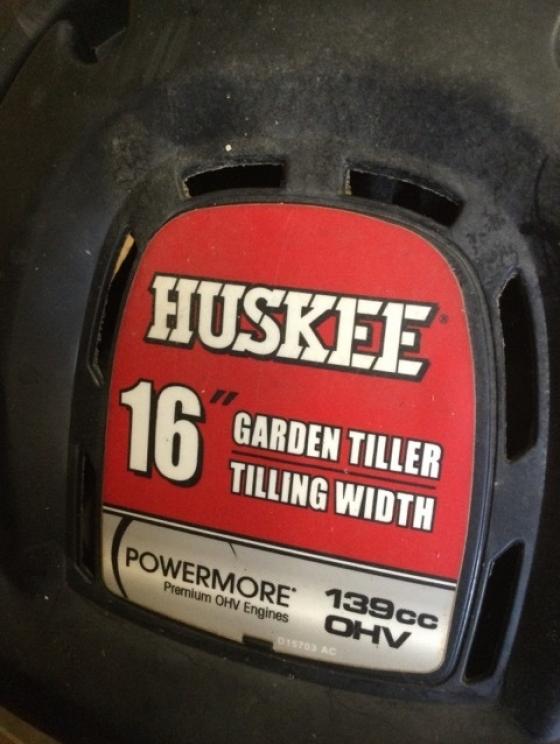 HUSKEE®
16" GARDEN TILLER
TILLING WIDTH
POWERMORE®
Premium OHV Engines
139cc
OHV
D15703 AC